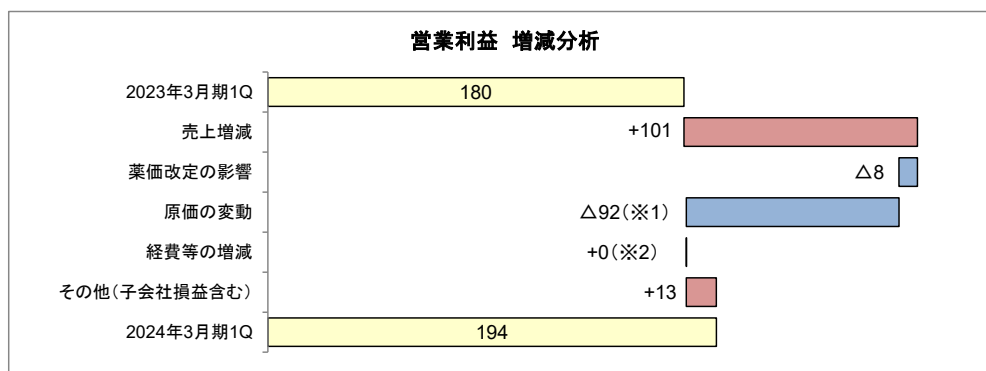 営業利益 増減分析
2023年3月期1Q 180
売上増減 +101
薬価改定の影響 △8
原価の変動 △92(※1)
経費等の増減 +0(※2)
その他(子会社損益含む) +13
2024年3月期1Q 194